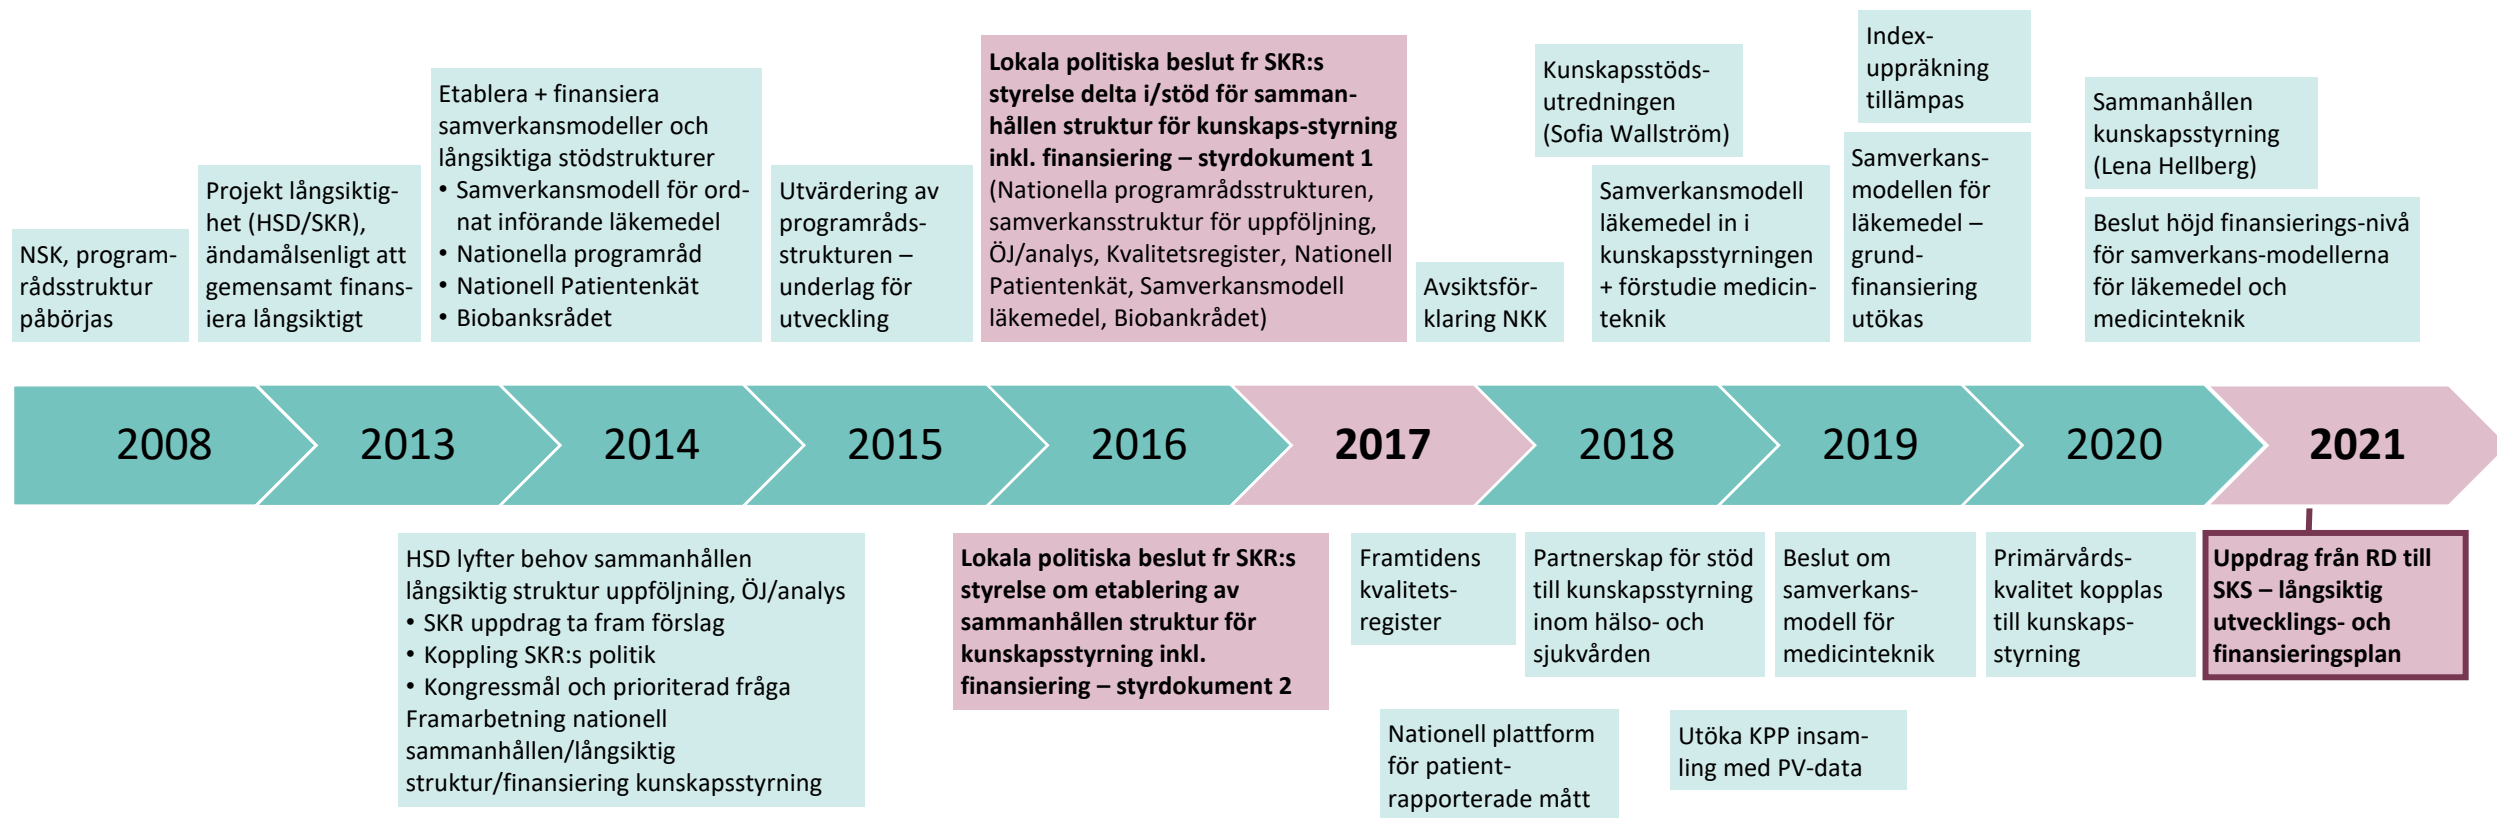 NSK, program-
rådsstruktur
påbörjas
Projekt långsiktig-
het (HSD/SKR),
ändamålsenligt att
gemensamt finans-
iera långsiktigt
Etablera + finansiera
samverkansmodeller och
långsiktiga stödstrukturer
• Samverkansmodell för ord-
nat införande läkemedel
• Nationella programråd
• Nationell Patientenkät
• Biobanksrådet
Utvärdering av
programråds-
strukturen –
underlag för
utveckling
Lokala politiska beslut fr SKR:s
styrelse delta i/stöd för samman-
hållen struktur för kunskaps-styrning
inkl. finansiering – styrdokument 1
(Nationella programrådsstrukturen,
samverkansstruktur för uppföljning,
ÖJ/analys, Kvalitetsregister, Nationell
Patientenkät, Samverkansmodell
läkemedel, Biobankrådet)
Avsiktsför-
klaring NKK
Kunskapsstöds-
utredningen
(Sofia Wallström)
Samverkansmodell
läkemedel in i
kunskapsstyrningen
+ förstudie medicin-
teknik
Index-
uppräkning
tillämpas
Samverkans-
modellen för
läkemedel –
grund-
finansiering
utökas
Sammanhållen
kunskapsstyrning
(Lena Hellberg)
Beslut höjd finansierings-nivå
för samverkans-modellerna
för läkemedel och
medicinteknik
2008
2013
2014
2015
2016
2017
2018
2019
2020
2021
HSD lyfter behov sammanhållen
långsiktig struktur uppföljning, ÖJ/analys
• SKR uppdrag ta fram förslag
• Koppling SKR:s politik
• Kongressmål och prioriterad fråga
Framarbetning nationell
sammanhållen/långsiktig
struktur/finansiering kunskapsstyrning
Lokala politiska beslut fr SKR:s
styrelse om etablering av
sammanhållen struktur för
kunskapsstyrning inkl.
finansiering – styrdokument 2
Framtidens
kvalitets-
register
Nationell plattform
för patient-
rapporterade mått
Partnerskap för stöd
till kunskapsstyrning
inom hälso- och
sjukvården
Utöka KPP insam-
ling med PV-data
Beslut om
samverkans-
modell för
medicinteknik
Primärvårds-
kvalitet kopplas
till kunskaps-
styrning
Uppdrag från RD till
SKS – långsiktig
utvecklings- och
finansieringsplan